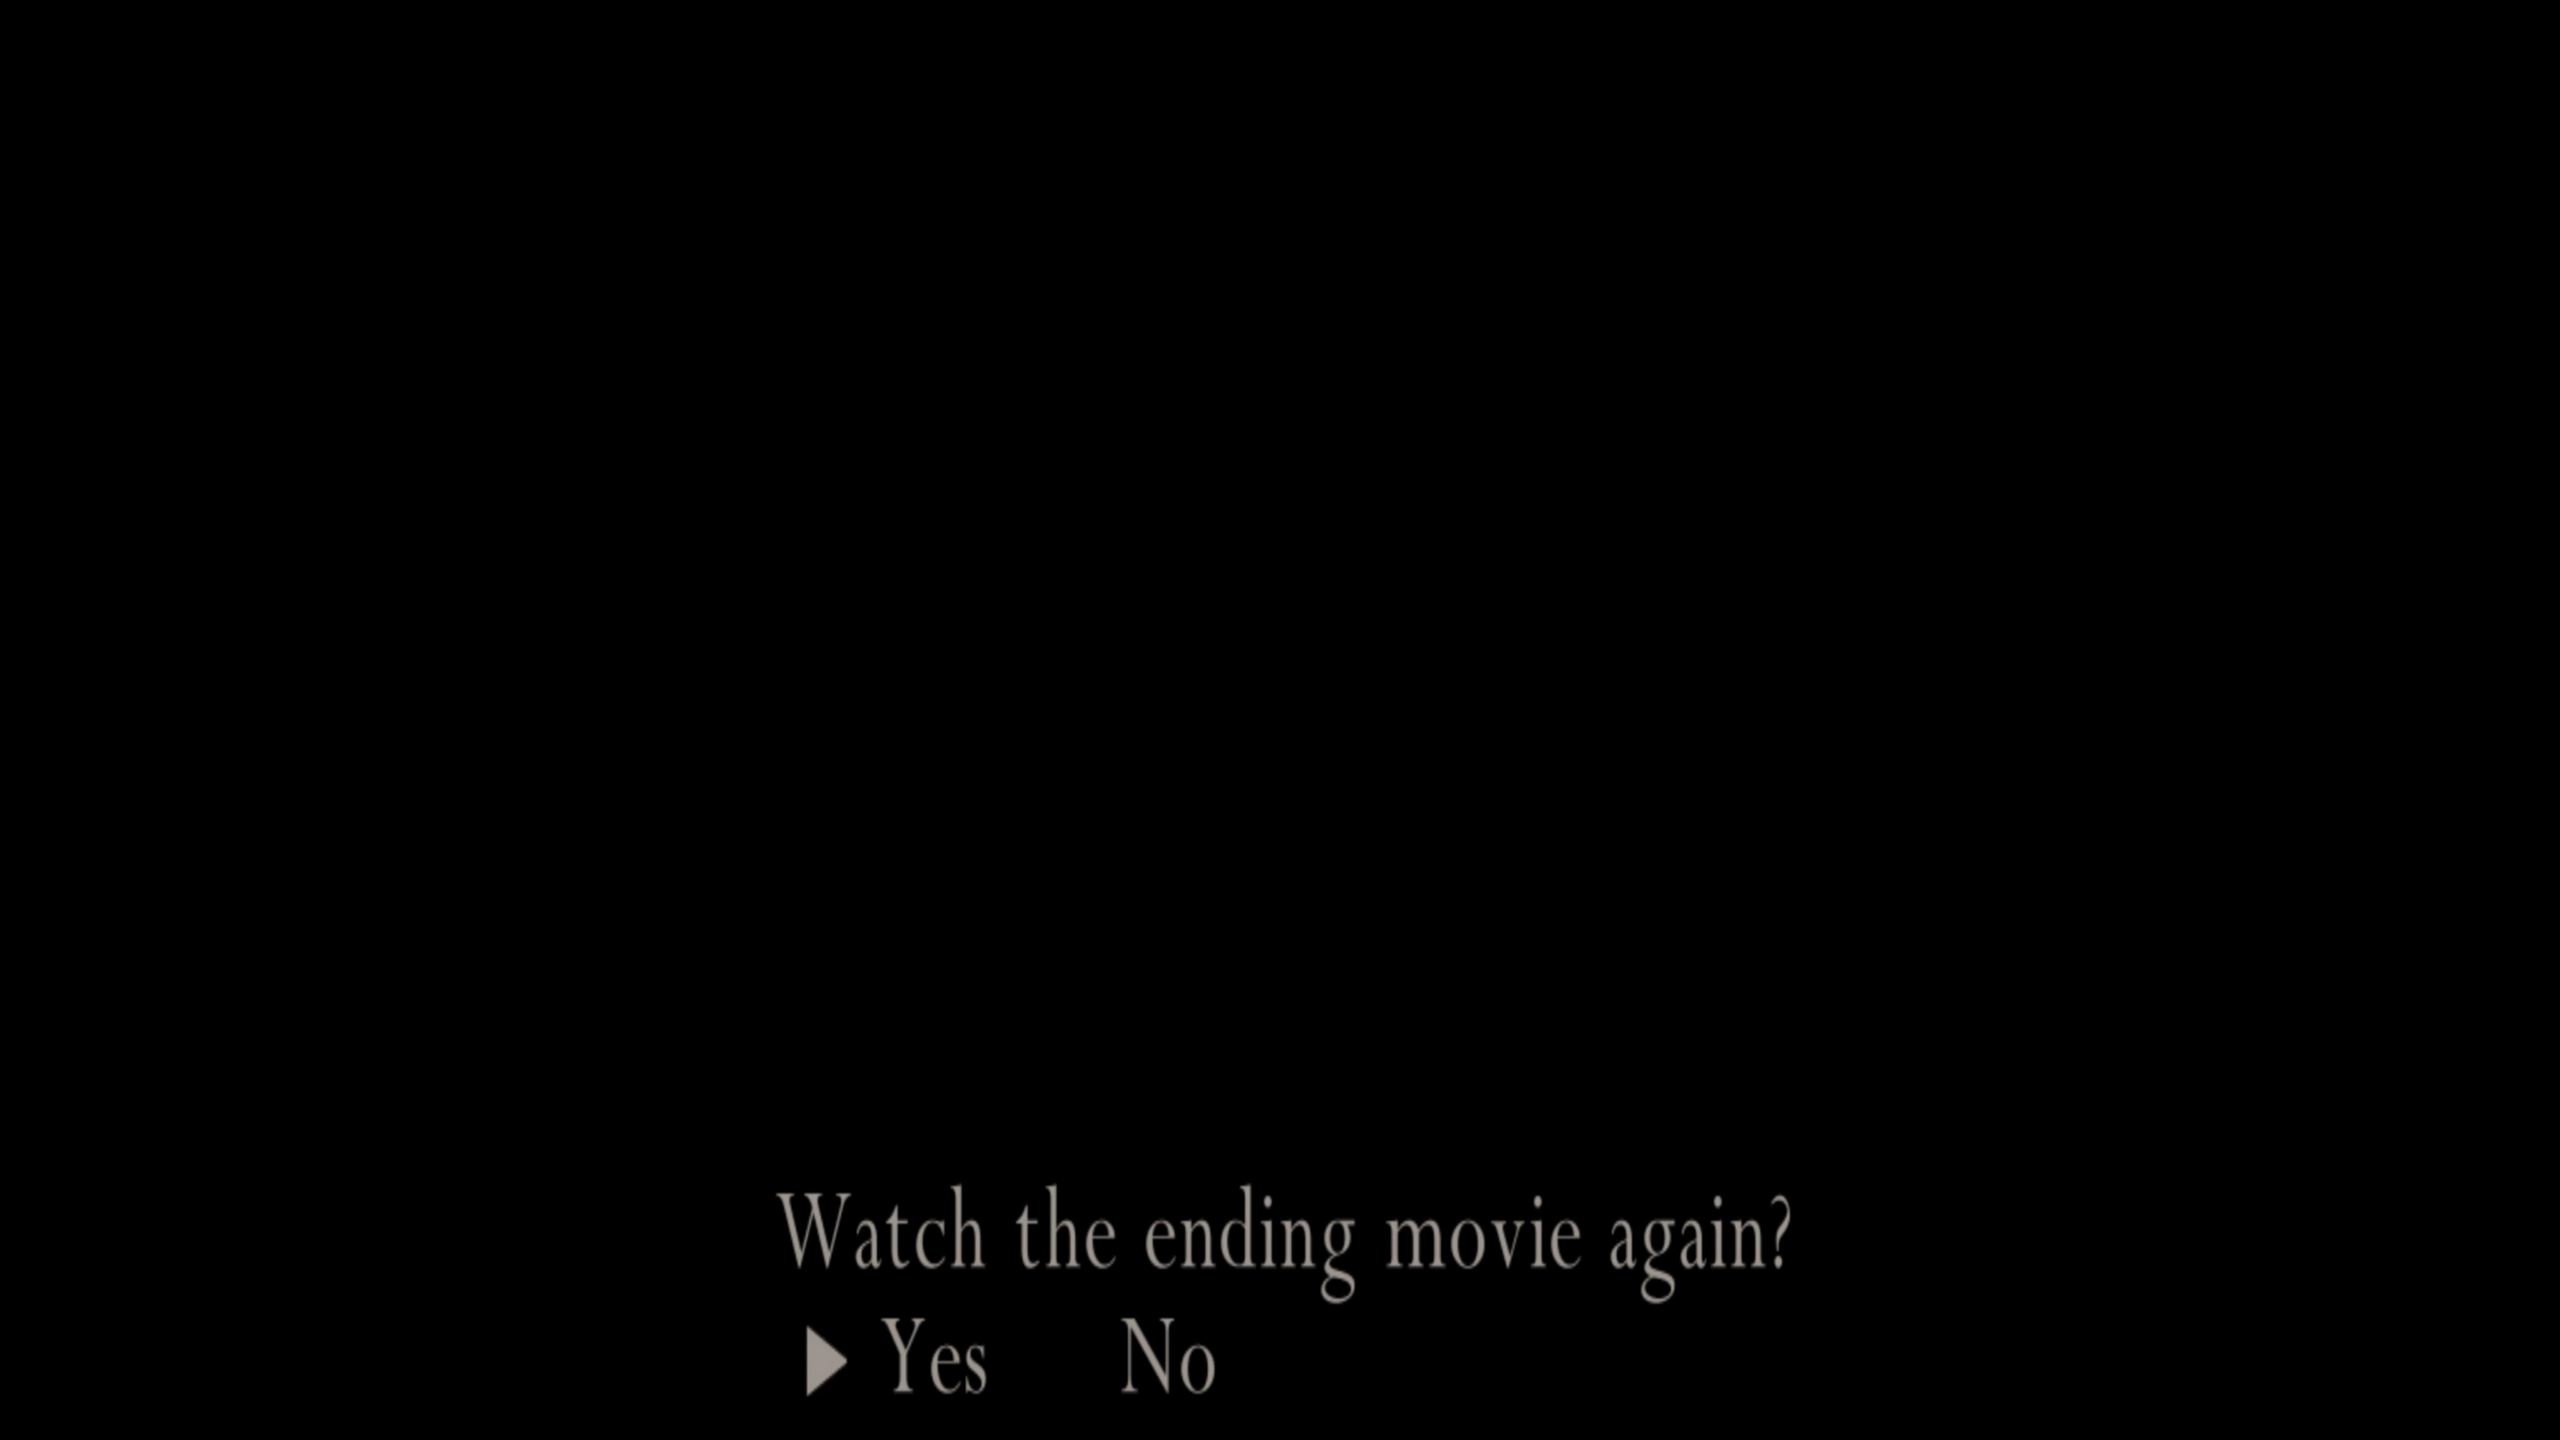 Watch the ending movie again?
Yes No